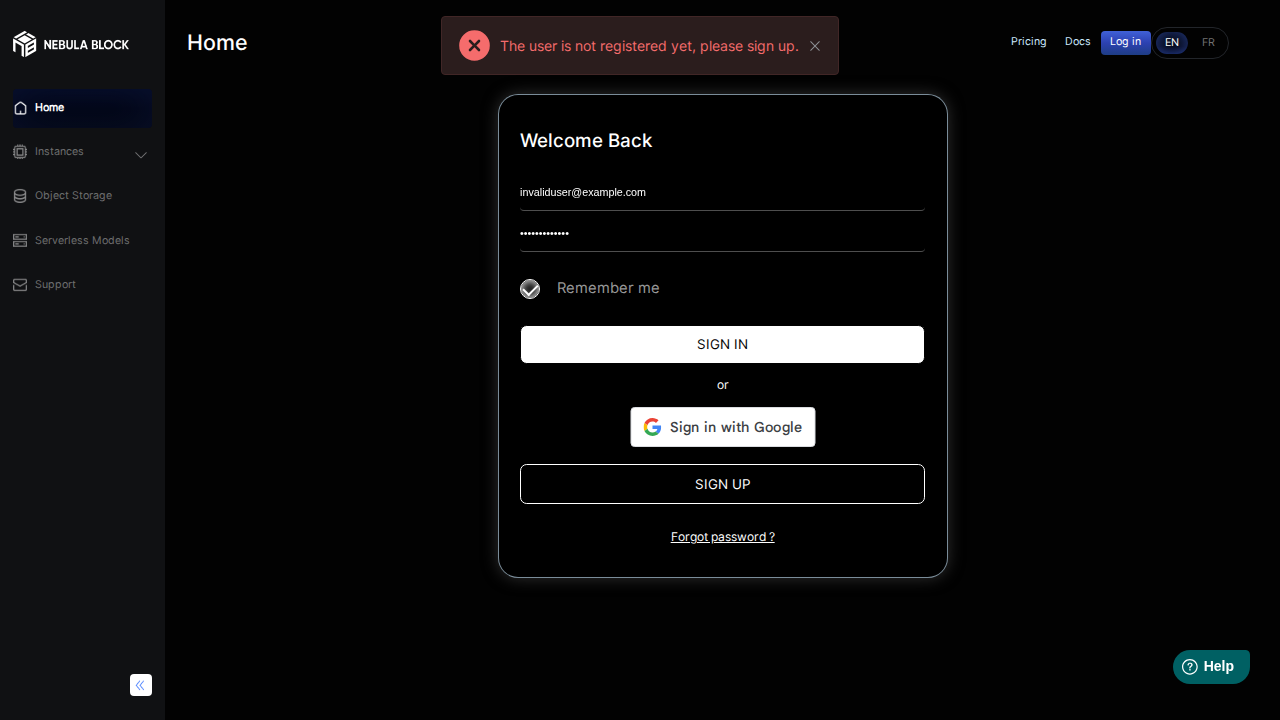 NEBULA BLOCK
Home
The user is not registered yet, please sign up.
Pricing
Docs
Log in
EN
FR
Home
Instances
Object Storage
Serverless Models
Support
Welcome Back
invaliduser@example.com
•••••••••••••
Remember me
SIGN IN
or
Sign in with Google
SIGN UP
Forgot password ?
Help